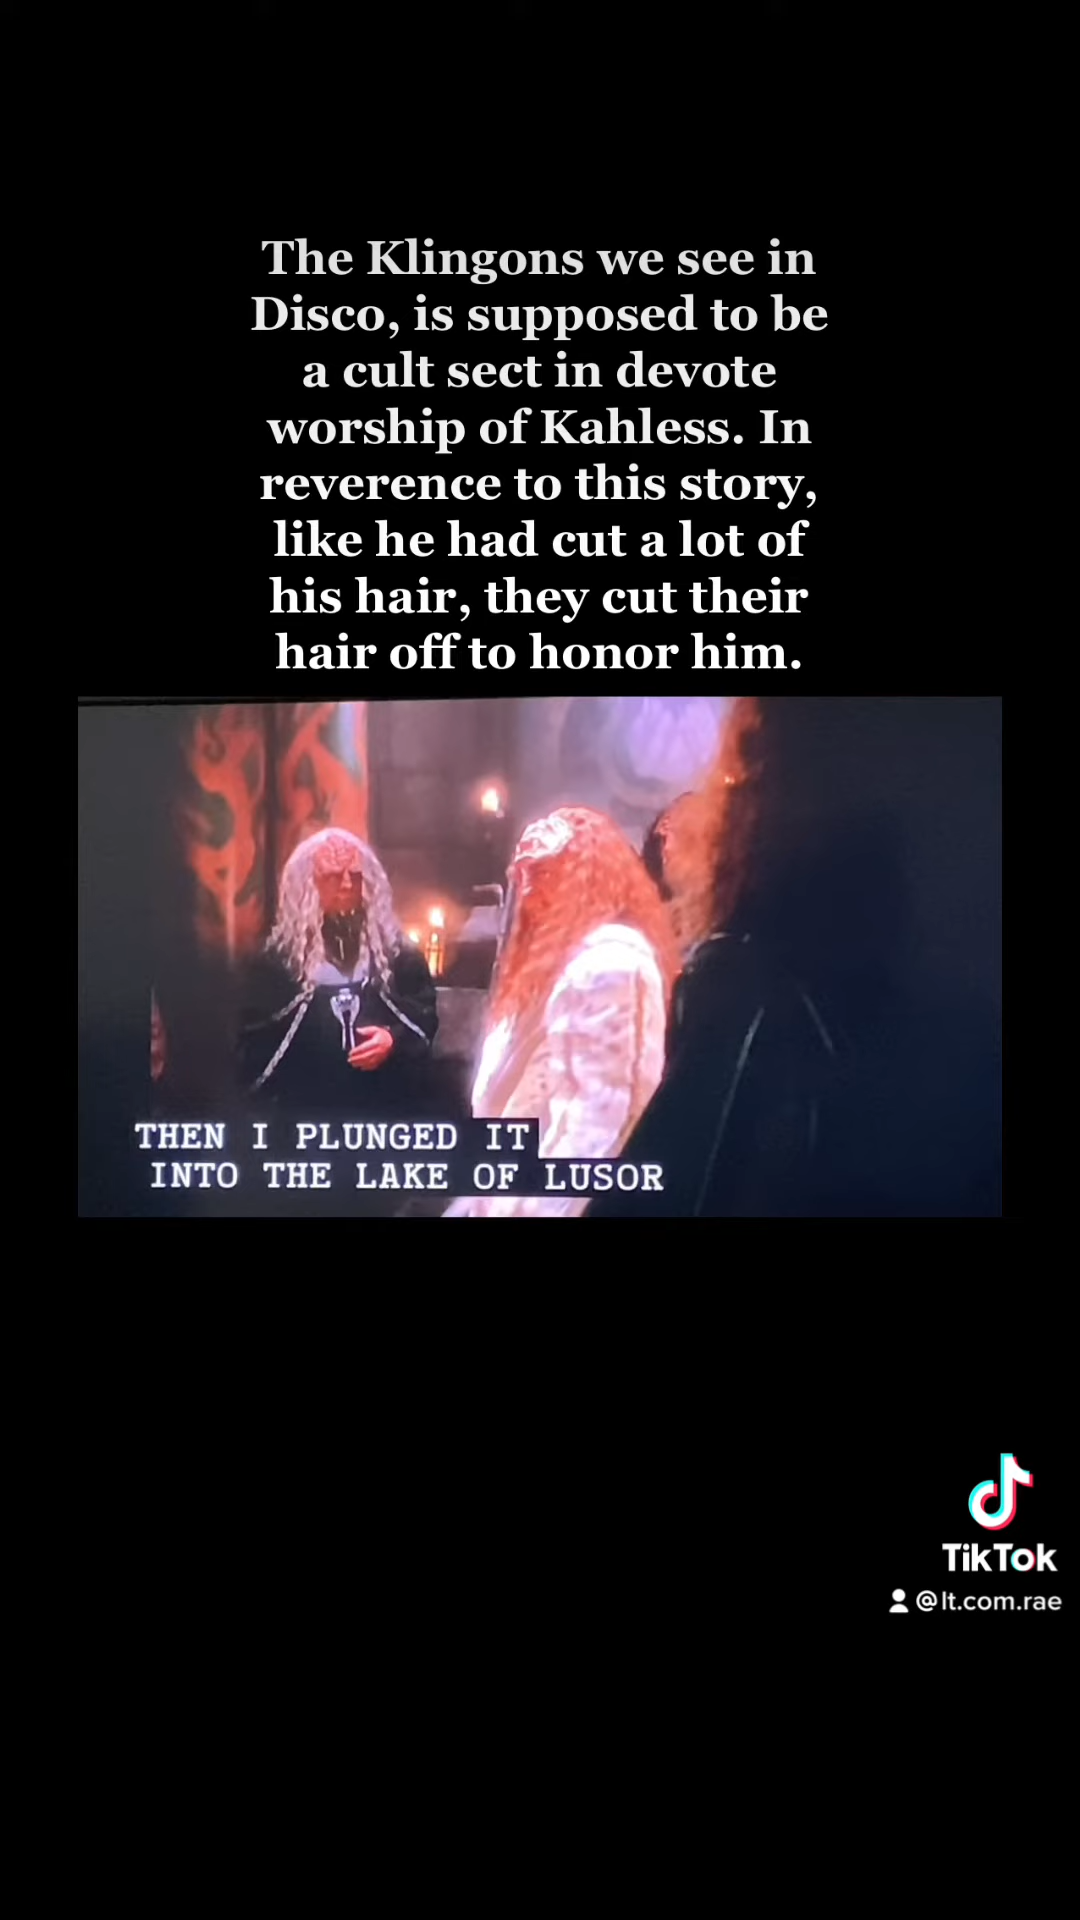 The Klingons we see in
Disco, is supposed to be
a cult sect in devote
worship of Kahless. In
reverence to this story,
like he had cut a lot of
his hair, they cut their
hair off to honor him.
THEN I PLUNGED IT
INTO THE LAKE OF LUSOR
TikTok
@lt.com.rae